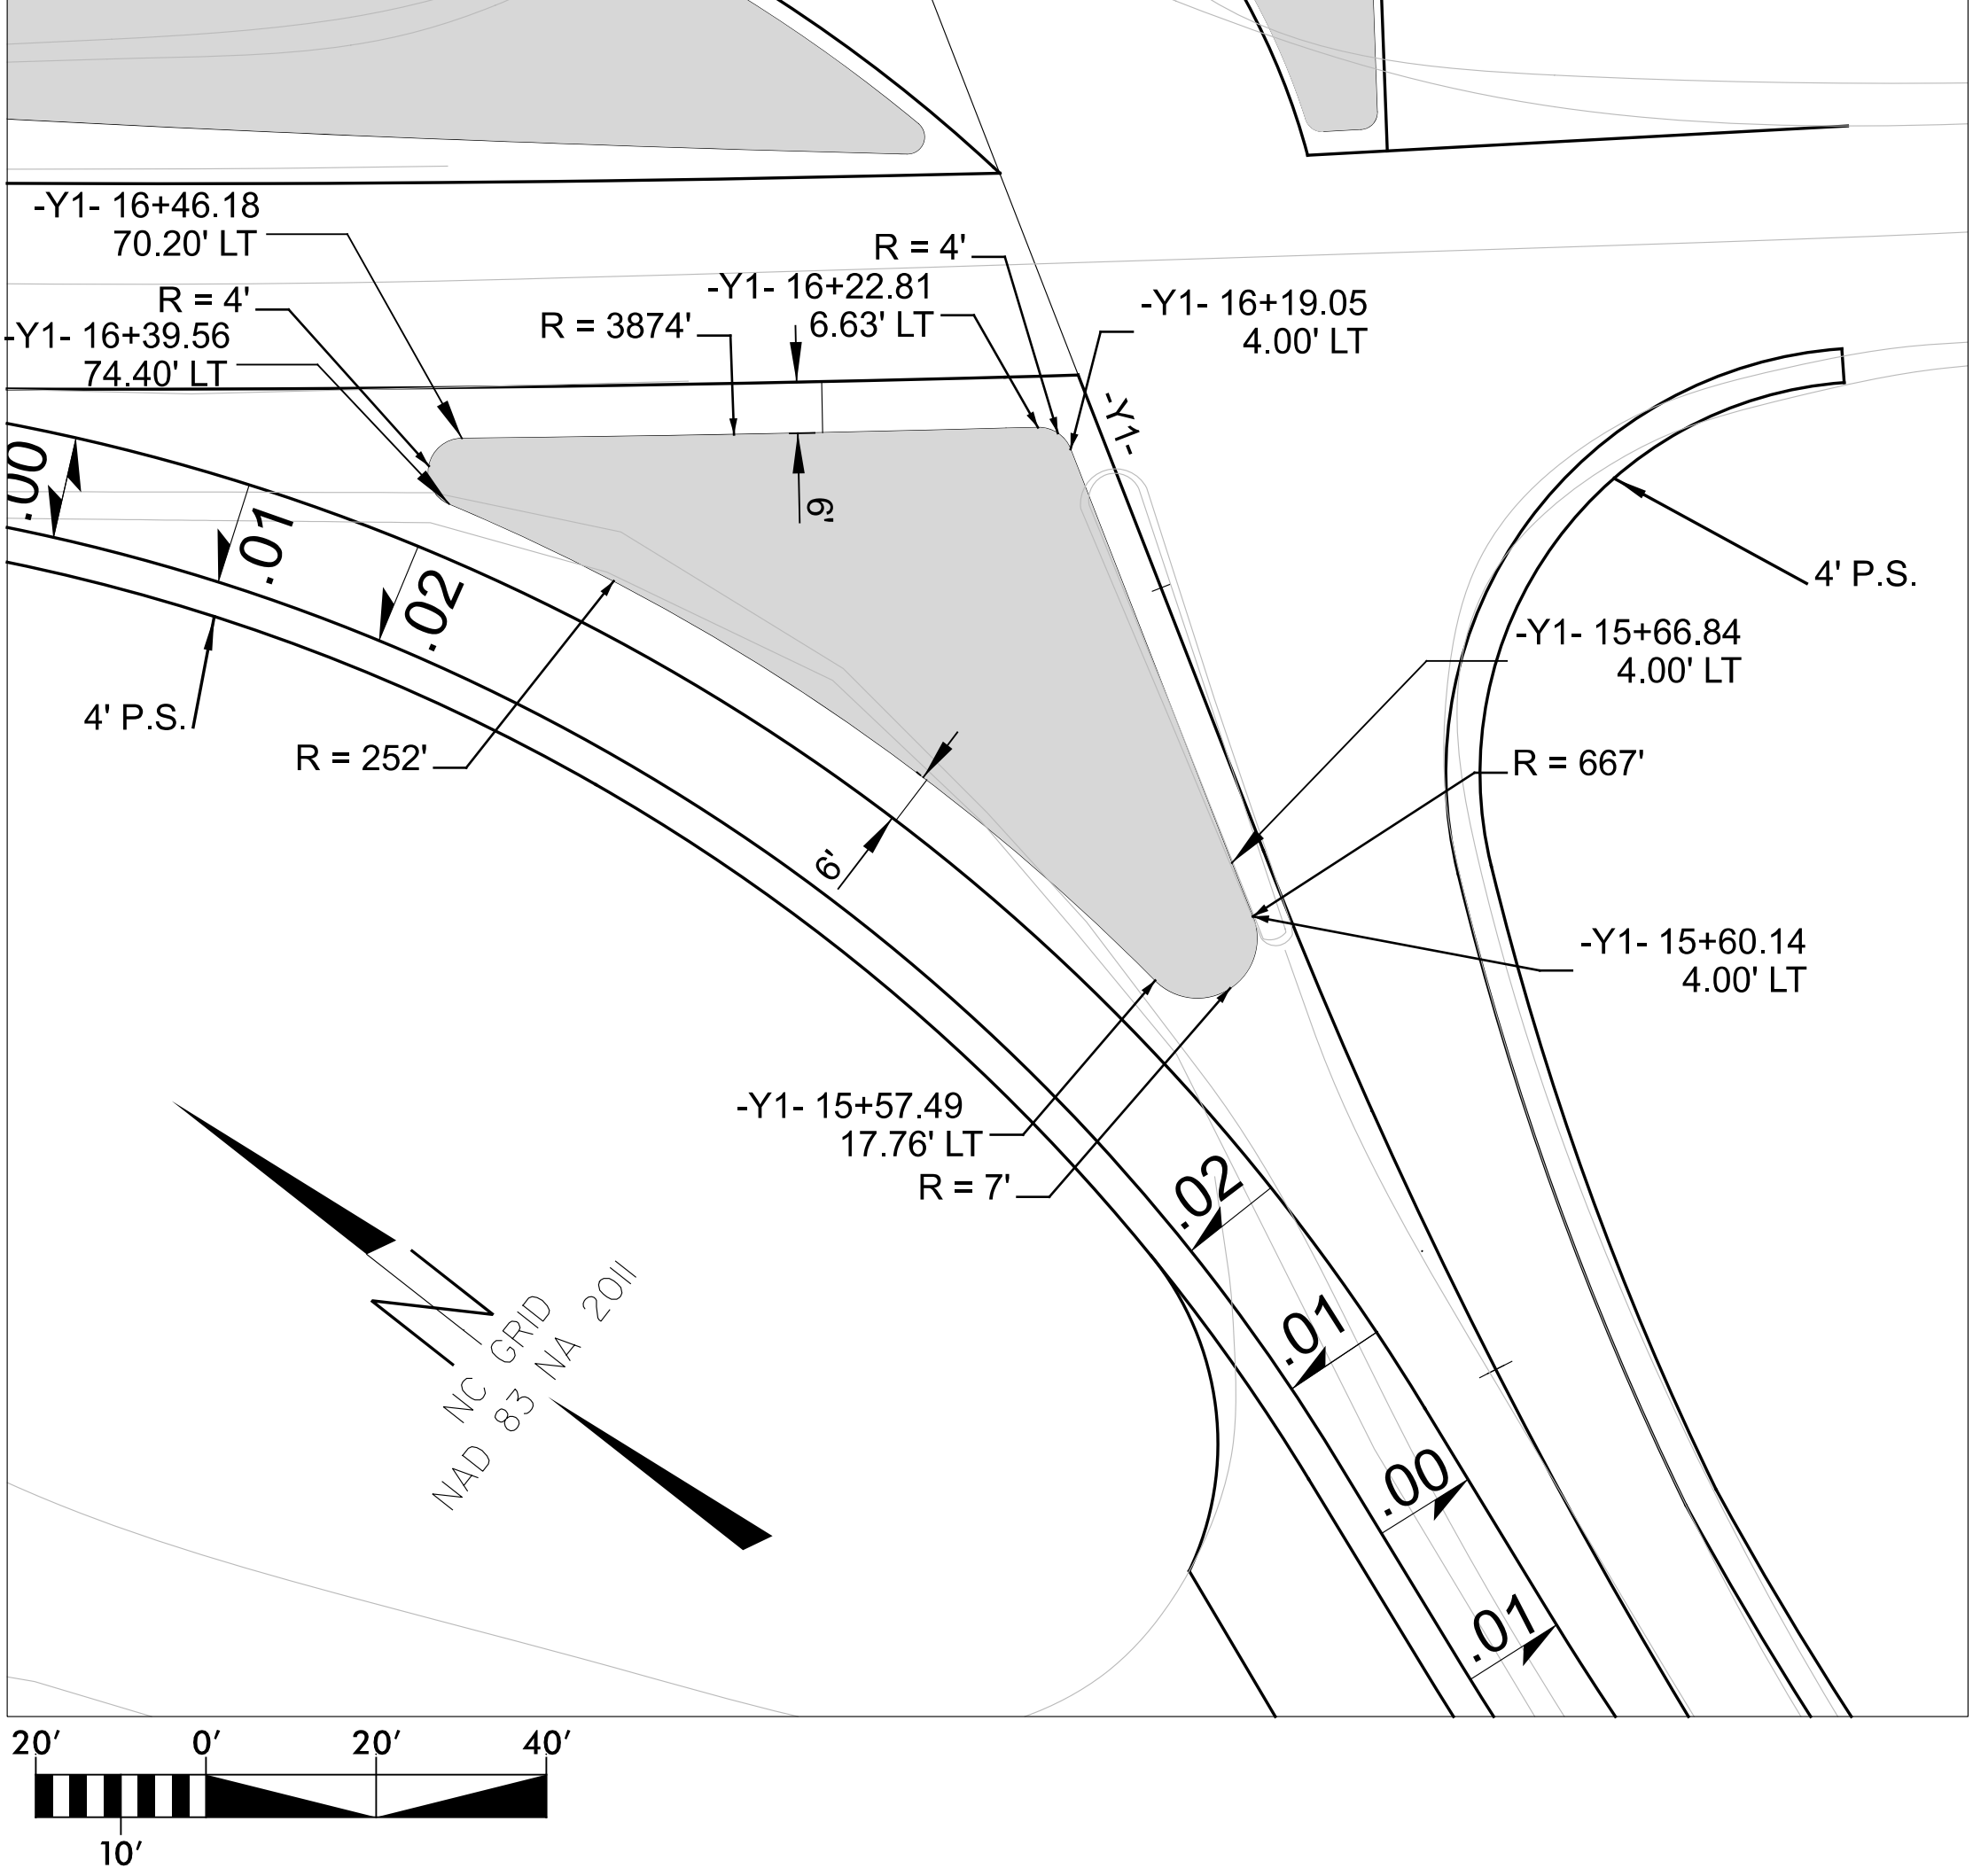 -Y1- 16+46.18
70.20' LT
R = 4'
R = 4'
-Y1- 16+22.81
6.63' LT
-Y1- 16+19.05
4.00' LT
-Y1- 16+39.56
74.40' LT
R = 3874'
-Y1-
.00
6'
.01
.02
4' P.S.
-Y1- 15+66.84
4.00' LT
4' P.S.
R = 252'
R = 667'
6'
-Y1- 15+60.14
4.00' LT
-Y1- 15+57.49
17.76' LT
R = 7'
.02
.01
.00
.01
NC GRID
NAD 83 NA 2011
20' 0' 20' 40'
10'